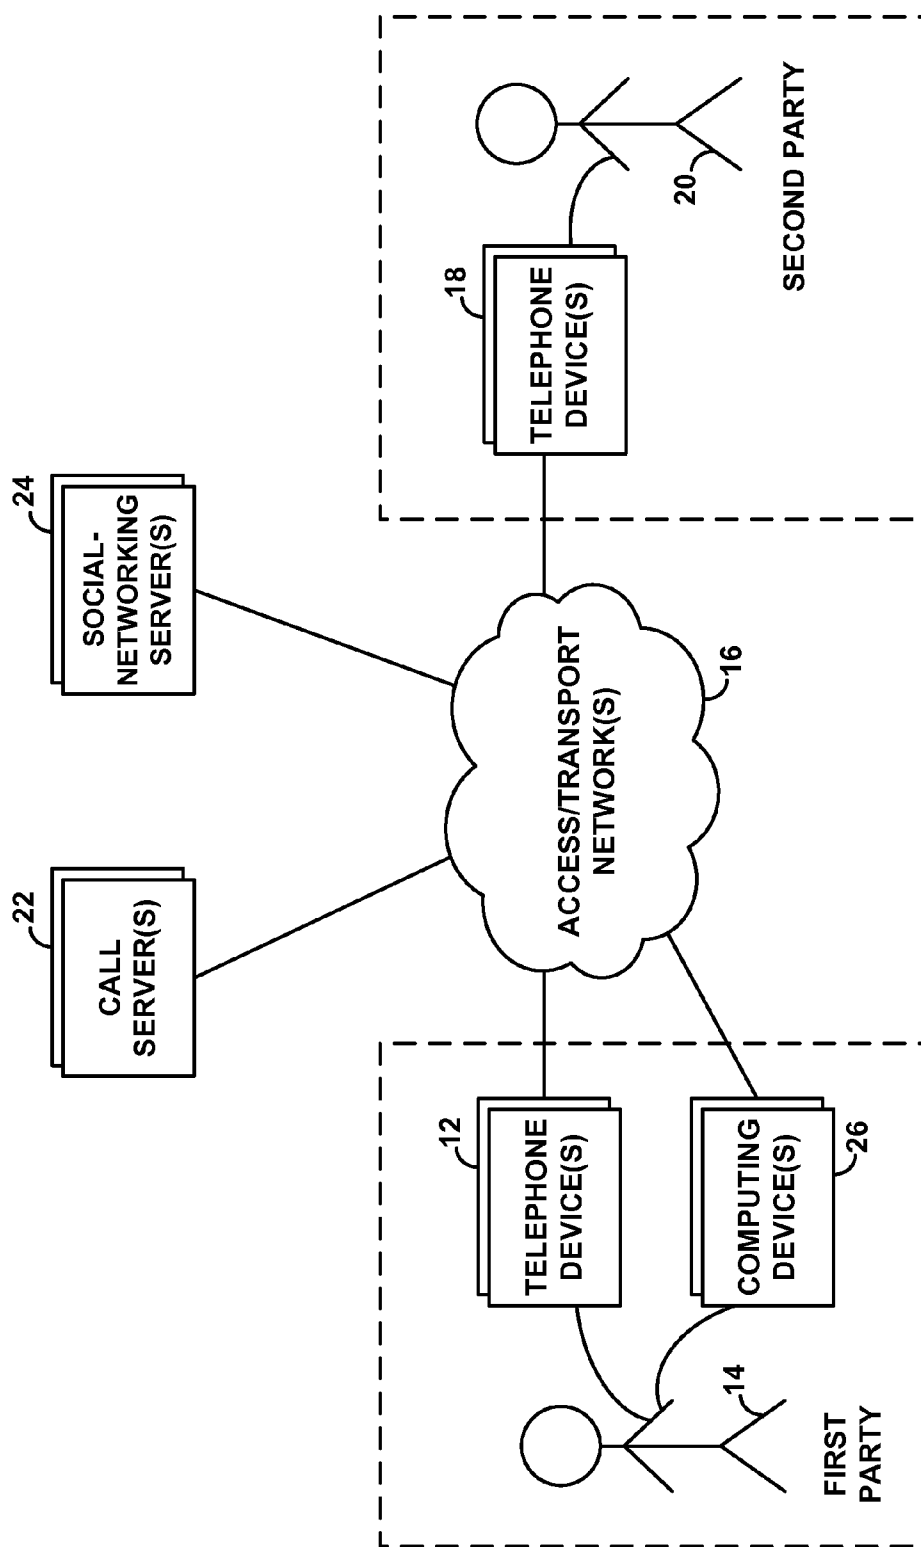 22
CALL
SERVER(S)
24
SOCIAL-
NETWORKING
SERVER(S)
12
TELEPHONE
DEVICE(S)
ACCESS/TRANSPORT
NETWORK(S)
16
18
TELEPHONE
DEVICE(S)
COMPUTING
DEVICE(S)
26
14
FIRST
PARTY
20
SECOND PARTY